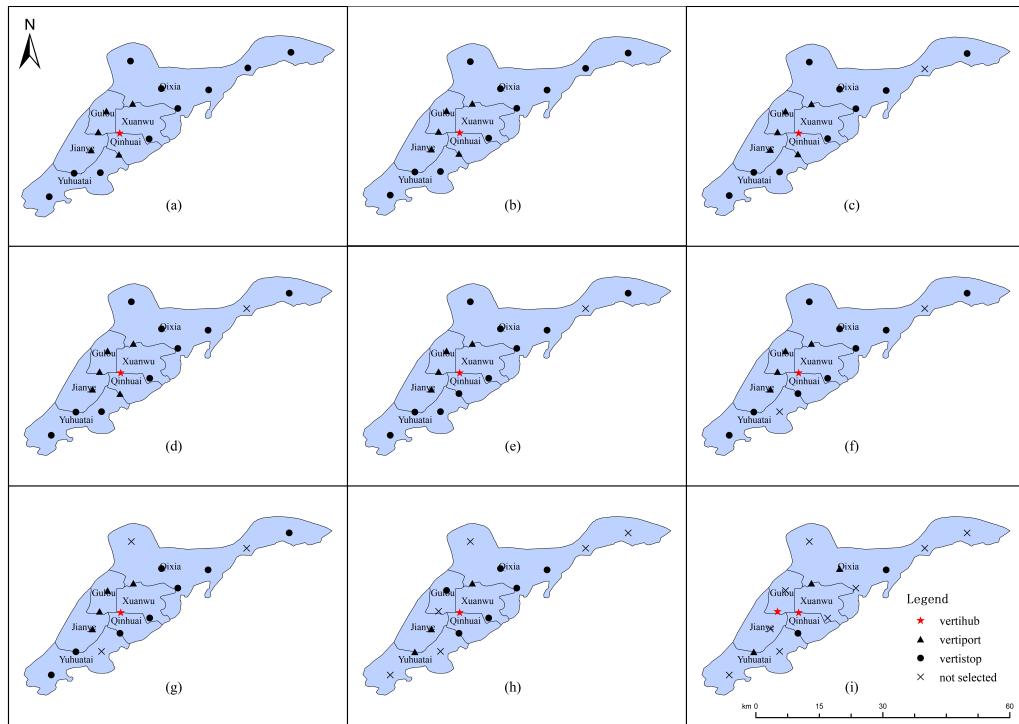 N
Qixia
Gulou
Xuanwu
Qinhuai
Jianye
Yuhuatai
(a)
Qixia
Gulou
Xuanwu
Qinhuai
Jianye
Yuhuatai
(b)
Qixia
Gulou
Xuanwu
Qinhuai
Jianye
Yuhuatai
(c)
Qixia
Gulou
Xuanwu
Qinhuai
Jianye
Yuhuatai
(d)
Qixia
Gulou
Xuanwu
Qinhuai
Jianye
Yuhuatai
(e)
Qixia
Gulou
Xuanwu
Qinhuai
Jianye
Yuhuatai
(f)
Qixia
Gulou
Xuanwu
Qinhuai
Jianye
Yuhuatai
(g)
Qixia
Gulou
Xuanwu
Qinhuai
Jianye
Yuhuatai
(h)
Qixia
Gulou
Xuanwu
Qinhuai
Jianye
Yuhuatai
(i)
Legend
vertihub
vertiport
vertistop
not selected
km 0 15 30 60